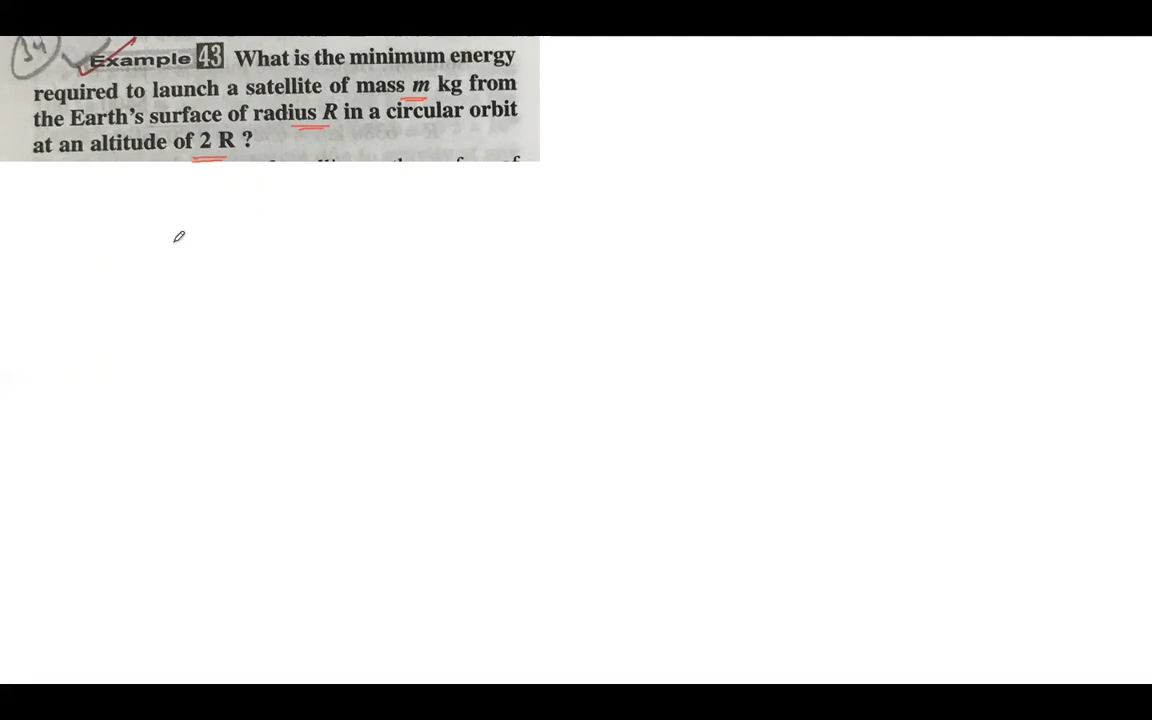 34
Example 43 What is the minimum energy
required to launch a satellite of mass m kg from
the Earth's surface of radius R in a circular orbit
at an altitude of 2 R ?